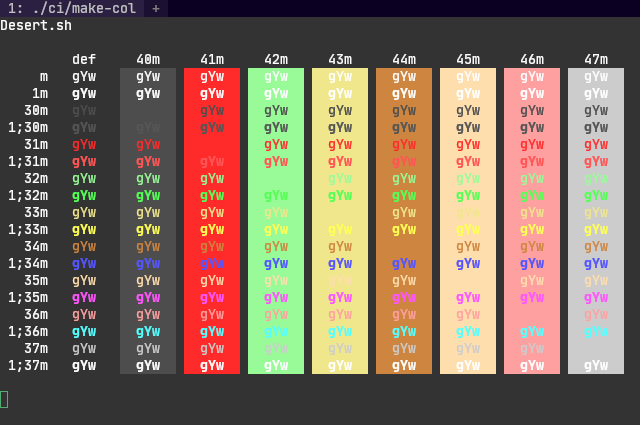 1: ./ci/make-col +
Desert.sh
def 40m 41m 42m 43m 44m 45m 46m 47m
m gYw gYw gYw gYw gYw gYw gYw gYw gYw
1m gYw gYw gYw gYw gYw gYw gYw gYw gYw
30m gYw gYw gYw gYw gYw gYw gYw gYw
1;30m gYw gYw gYw gYw gYw gYw gYw gYw gYw
31m gYw gYw gYw gYw gYw gYw gYw gYw
1;31m gYw gYw gYw gYw gYw gYw gYw gYw gYw
32m gYw gYw gYw gYw gYw gYw gYw gYw
1;32m gYw gYw gYw gYw gYw gYw gYw gYw gYw
33m gYw gYw gYw gYw gYw gYw gYw gYw
1;33m gYw gYw gYw gYw gYw gYw gYw gYw gYw
34m gYw gYw gYw gYw gYw gYw gYw gYw
1;34m gYw gYw gYw gYw gYw gYw gYw gYw gYw
35m gYw gYw gYw gYw gYw gYw gYw gYw
1;35m gYw gYw gYw gYw gYw gYw gYw gYw gYw
36m gYw gYw gYw gYw gYw gYw gYw gYw
1;36m gYw gYw gYw gYw gYw gYw gYw gYw gYw
37m gYw gYw gYw gYw gYw gYw gYw gYw
1;37m gYw gYw gYw gYw gYw gYw gYw gYw gYw